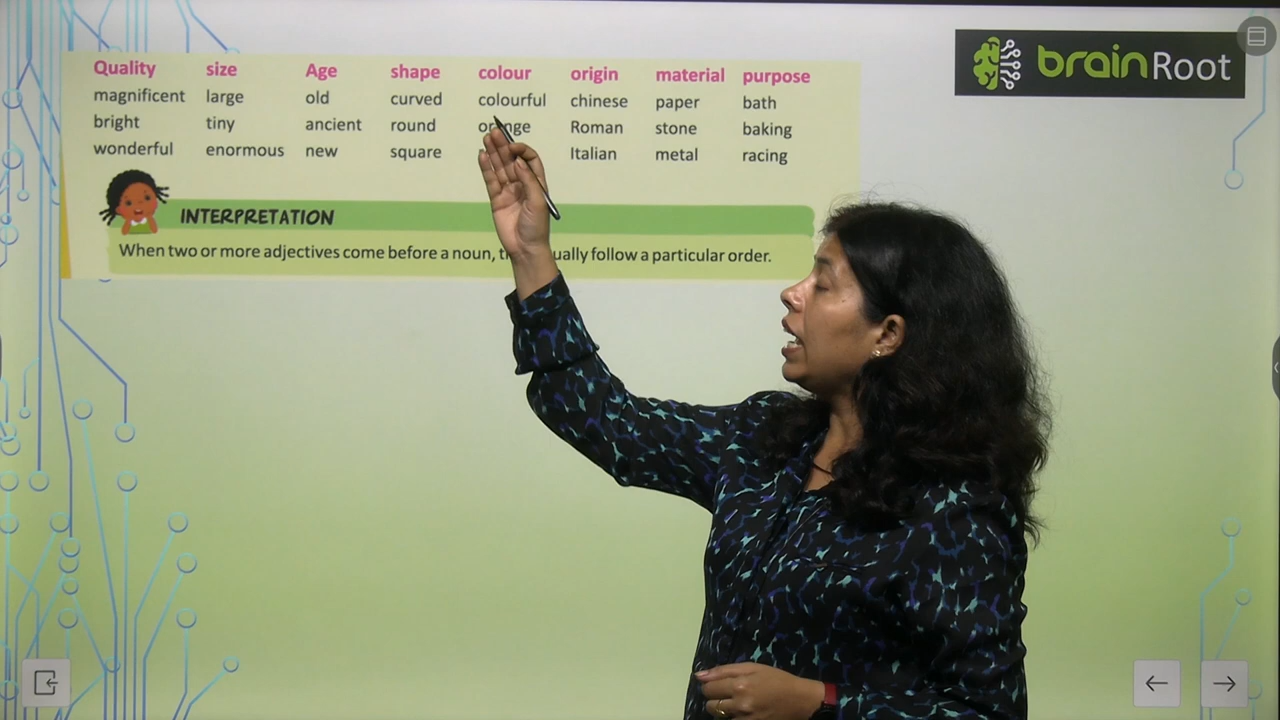 brainRoot
Quality size Age shape colour origin material purpose
magnificent large old curved colourful chinese paper bath
bright tiny ancient round Roman stone baking
wonderful enormous new square Italian metal racing
INTERPRETATION
When two or more adjectives come before a noun, follow a particular order.